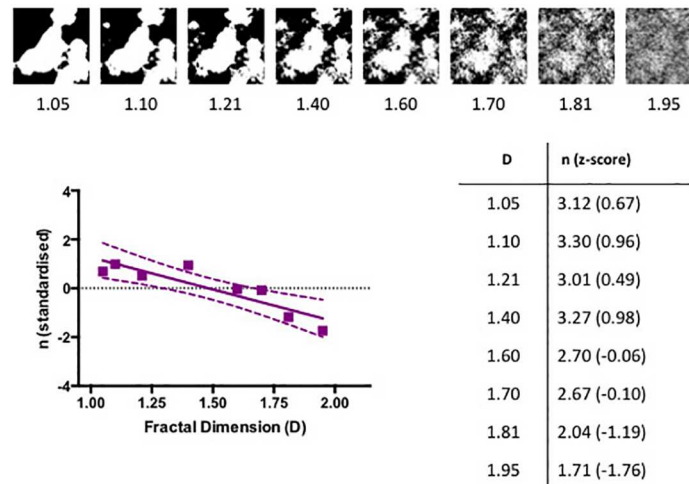 1.05 1.10 1.21 1.40 1.60 1.70 1.81 1.95
n (standardised)
4
2
0
-2
-4
1.00 1.25 1.50 1.75 2.00
Fractal Dimension (D)
D n (z-score)
1.05 3.12 (0.67)
1.10 3.30 (0.96)
1.21 3.01 (0.49)
1.40 3.27 (0.98)
1.60 2.70 (-0.06)
1.70 2.67 (-0.10)
1.81 2.04 (-1.19)
1.95 1.71 (-1.76)